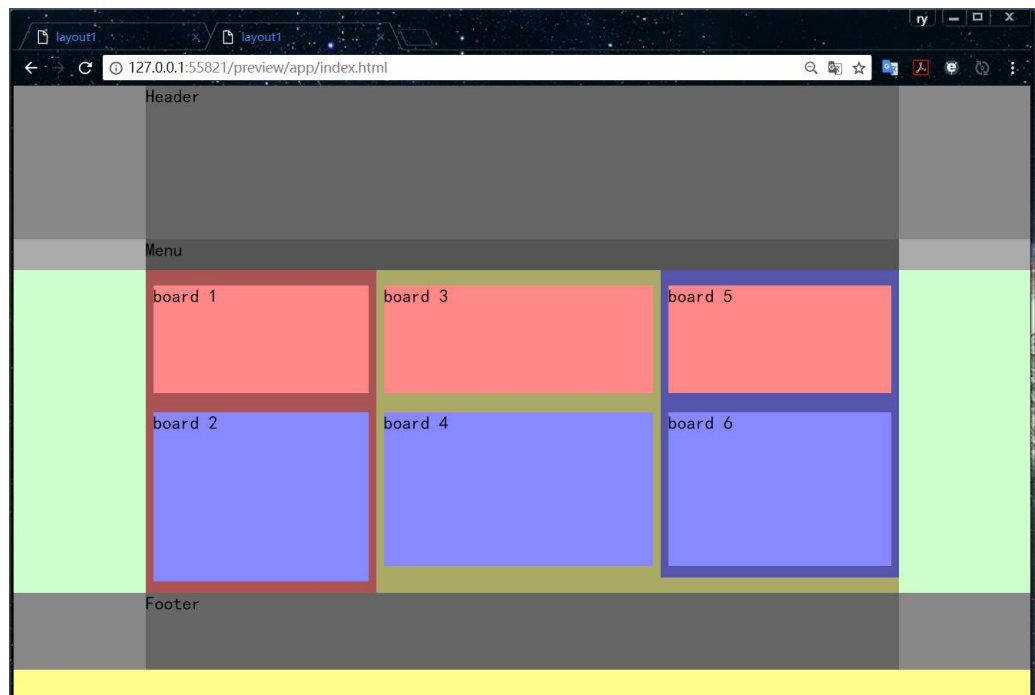 ry
layout1 layout1
127.0.0.1:55821/preview/app/index.html
Header
Menu
board 1 board 3 board 5
board 2 board 4 board 6
Footer